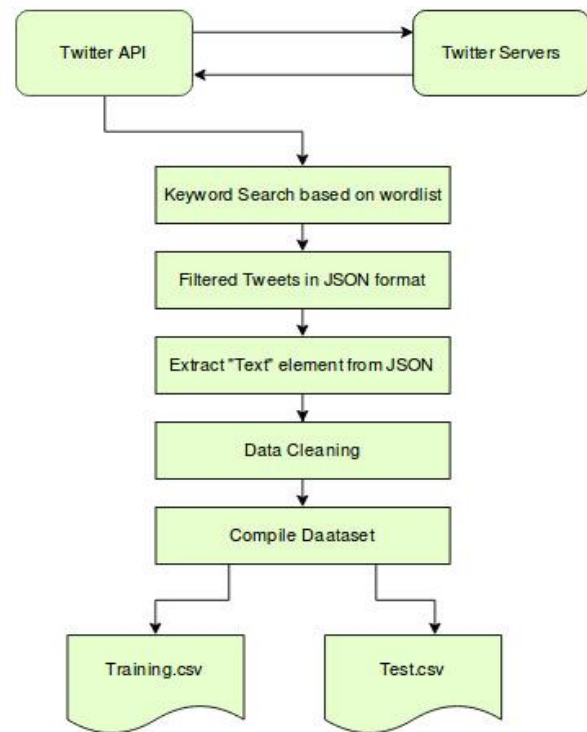 Twitter API
Twitter Servers
Keyword Search based on wordlist
Filtered Tweets in JSON format
Extract "Text" element from JSON
Data Cleaning
Compile Daataset
Training.csv
Test.csv